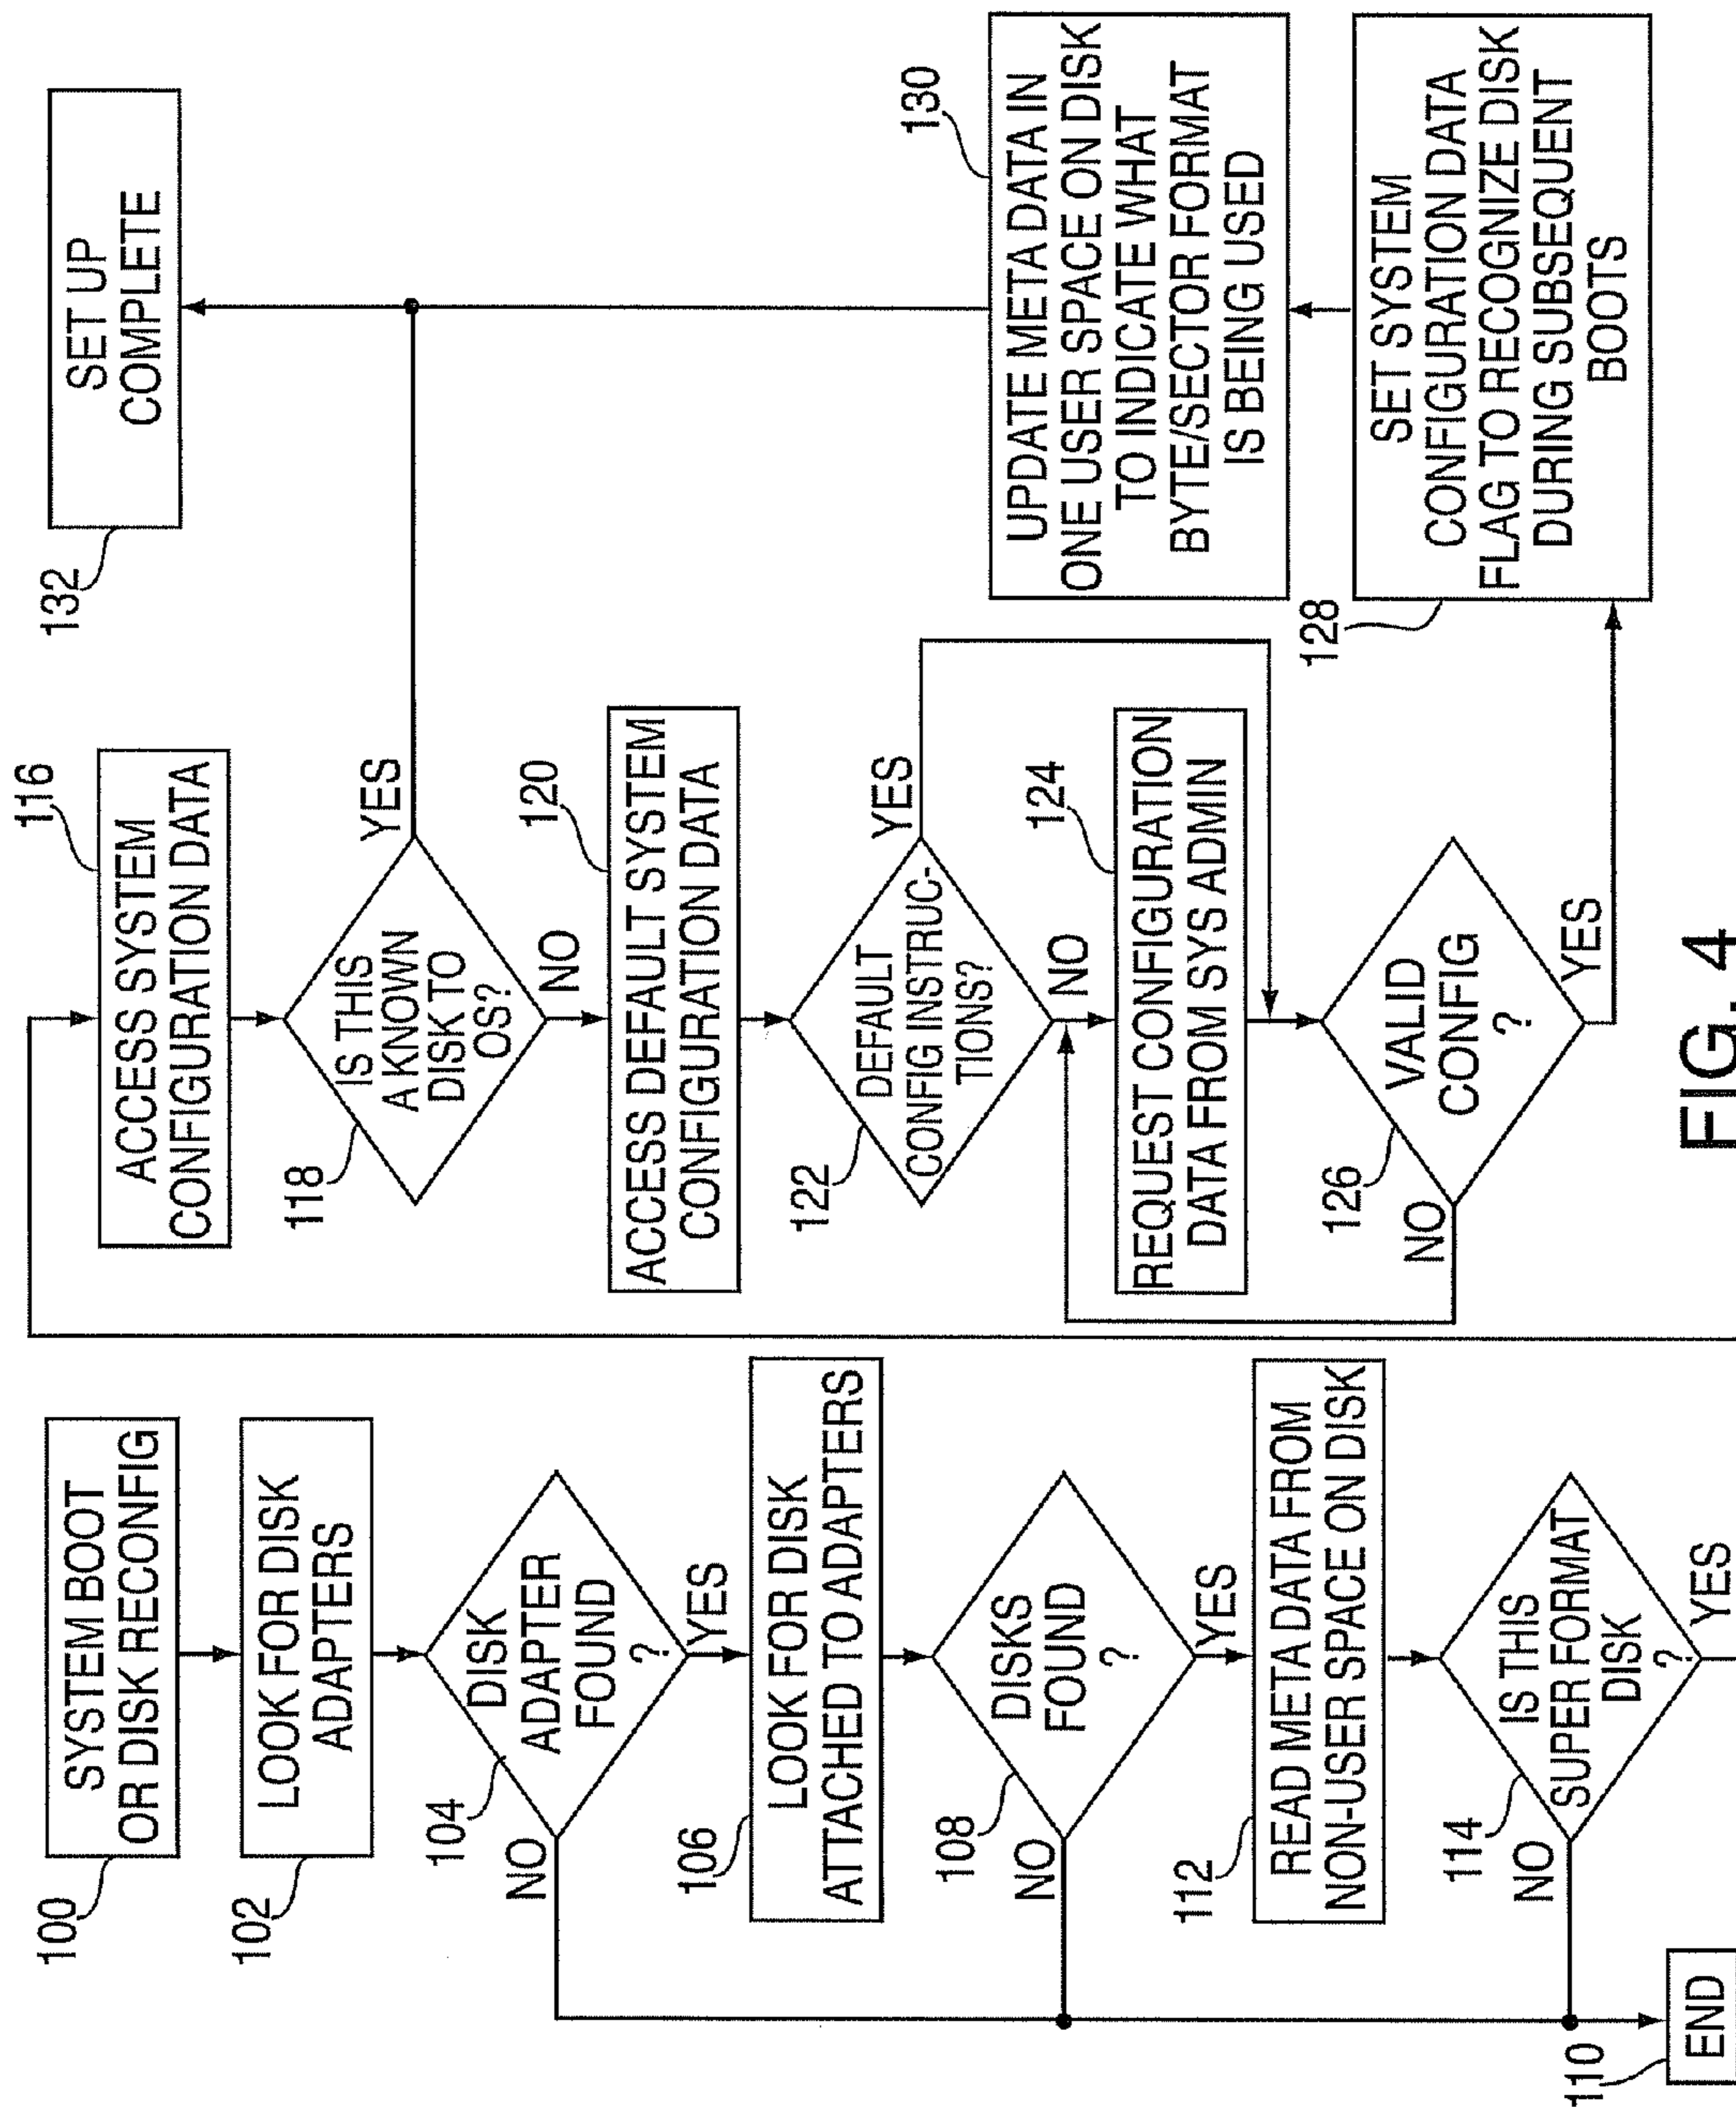 100
SYSTEM BOOT
OR DISK RECONFIG
102
LOOK FOR DISK
ADAPTERS
104
DISK
ADAPTER
FOUND
?
NO
YES
106
LOOK FOR DISK
ATTACHED TO ADAPTERS
108
DISKS
FOUND
?
NO
YES
112
READ META DATA FROM
NON-USER SPACE ON DISK
114
IS THIS
SUPER FORMAT
DISK
?
NO
YES
110
END
116
ACCESS SYSTEM
CONFIGURATION DATA
118
IS THIS
A KNOWN
DISK TO
OS?
YES
NO
120
ACCESS DEFAULT SYSTEM
CONFIGURATION DATA
122
DEFAULT
CONFIG INSTRUC-
TIONS?
YES
NO
124
REQUEST CONFIGURATION
DATA FROM SYS ADMIN
126
VALID
CONFIG
?
NO
YES
128
SET SYSTEM
CONFIGURATION DATA
FLAG TO RECOGNIZE DISK
DURING SUBSEQUENT
BOOTS
130
UPDATE META DATA IN
ONE USER SPACE ON DISK
TO INDICATE WHAT
BYTE/SECTOR FORMAT
IS BEING USED
132
SET UP
COMPLETE
FIG. 4